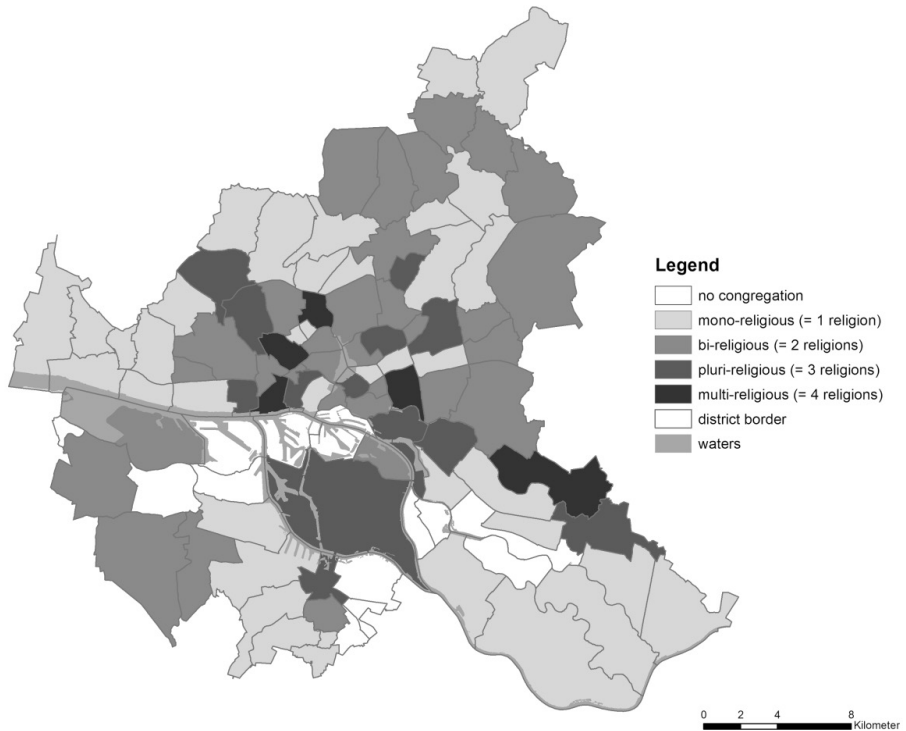 Legend
no congregation
mono-religious (= 1 religion)
bi-religious (= 2 religions)
pluri-religious (= 3 religions)
multi-religious (= 4 religions)
district border
waters
0 2 4 8
Kilometer